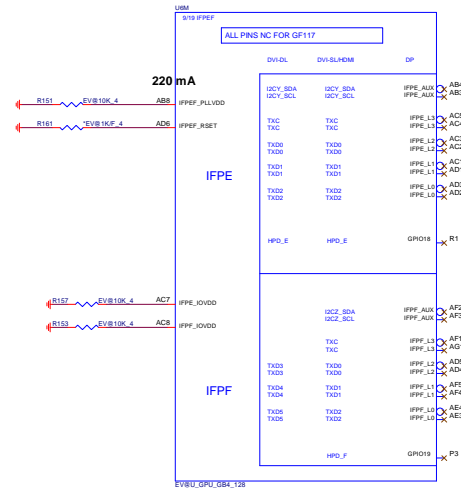 U6M
9/19 IFPEF
ALL PINS NC FOR GF117
DVI-DL DVI-SL/HDMI DP
220 mA
R151 EV@10K_4 AB8 IFPEF_PLLVDD
R161 *EV@1K/F_4 AD6 IFPEF_RSET
IFPE
I2CY_SDA I2CY_SDA IFPE_AUX
I2CY_SCL I2CY_SCL IFPE_AUX AB3
TXC TXC IFPE_L3
TXC TXC IFPE_L3
TXD0 TXD0 IFPE_L2
TXD0 TXD0 IFPE_L2
TXD1 TXD1 IFPE_L1
TXD1 TXD1 IFPE_L1
TXD2 TXD2 IFPE_L0
TXD2 TXD2 IFPE_L0
HPD_E HPD_E GPIO18 R1
R157 EV@10K_4 AC7 IFPE_IOVDD
R153 EV@10K_4 AC8 IFPF_IOVDD
IFPF
I2CZ_SDA IFPF_AUX
I2CZ_SCL IFPF_AUX
TXC IFPF_L3
TXC IFPF_L3
TXD3 TXD0 IFPF_L2
TXD3 TXD0 IFPF_L2
TXD4 TXD1 IFPF_L1
TXD4 TXD1 IFPF_L1
TXD5 TXD2 IFPF_L0
TXD5 TXD2 IFPF_L0
HPD_F GPIO19 P3
EV@U_GPU_GB4_128